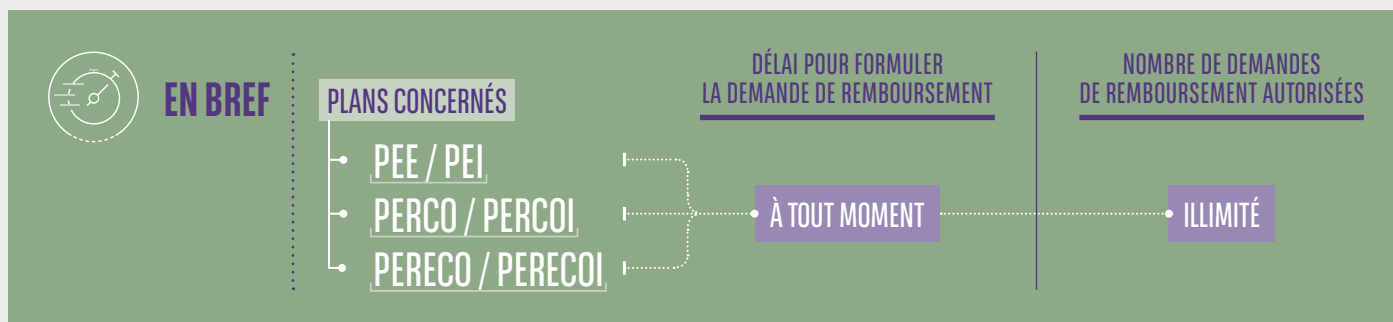 EN BREF
PLANS CONCERNÉS
PEE / PEI
PERCO / PERCOI
PERECO / PERECOI
DÉLAI POUR FORMULER
LA DEMANDE DE REMBOURSEMENT
À TOUT MOMENT
NOMBRE DE DEMANDES
DE REMBOURSEMENT AUTORISÉES
ILLIMITÉ